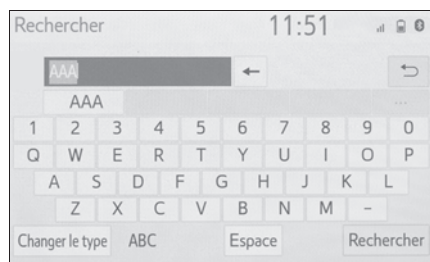 Rechercher 11:51
AAA ←
AAA ...
1 2 3 4 5 6 7 8 9 0
Q W E R T Y U I O P
A S D F G H J K L
Z X C V B N M -
Changer le type ABC Espace Rechercher